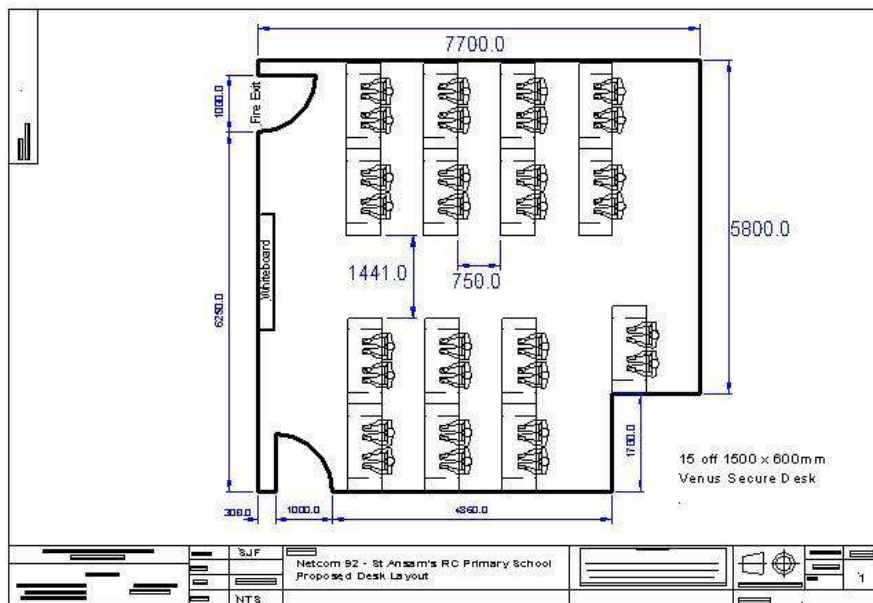 7700.0
1000.0
Fire Exit
5800.0
1441.0
750.0
Whiteboard
6250.0
1700.0
15 off 1500 x 600mm
Venus Secure Desk
300.0
1000.0
4860.0
SJF
Netcom 92 - St Ansam's RC Primary School
Proposed Desk Layout
NTS
1